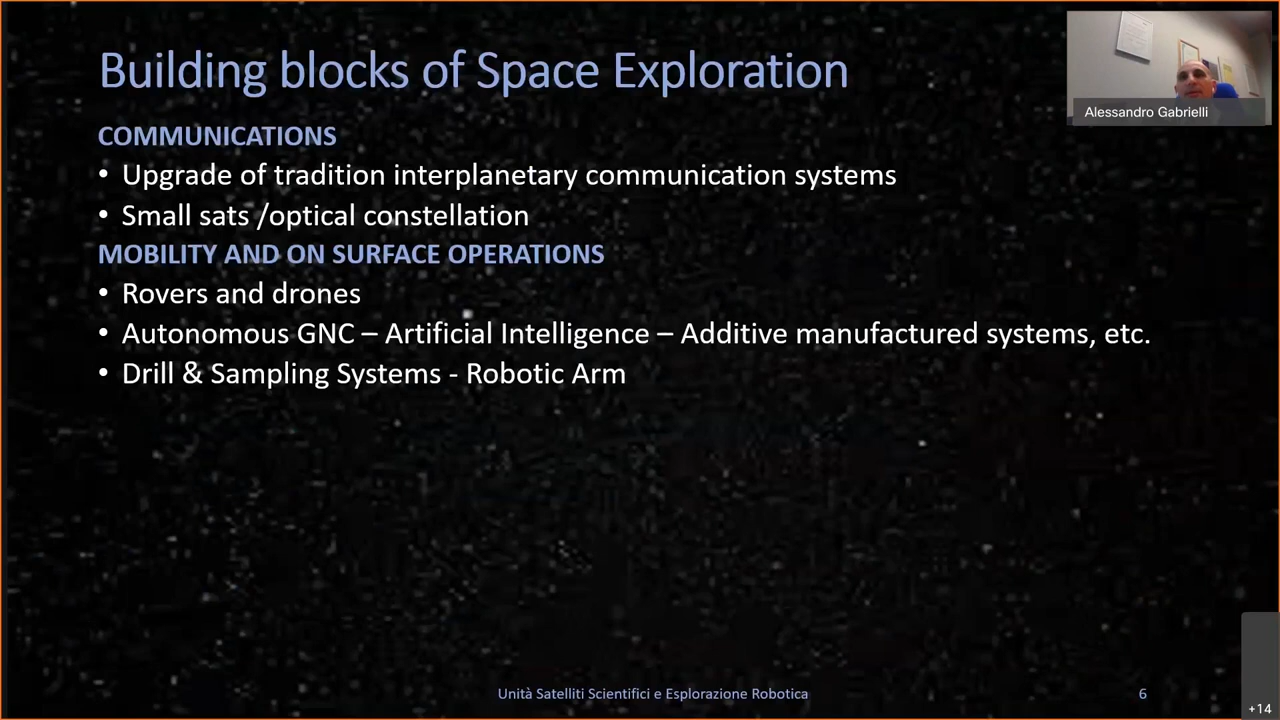 Building blocks of Space Exploration
Alessandro Gabrielli
COMMUNICATIONS
• Upgrade of tradition interplanetary communication systems
• Small sats /optical constellation
MOBILITY AND ON SURFACE OPERATIONS
• Rovers and drones
• Autonomous GNC – Artificial Intelligence – Additive manufactured systems, etc.
• Drill & Sampling Systems - Robotic Arm
Unità Satelliti Scientifici e Esplorazione Robotica
6
+14